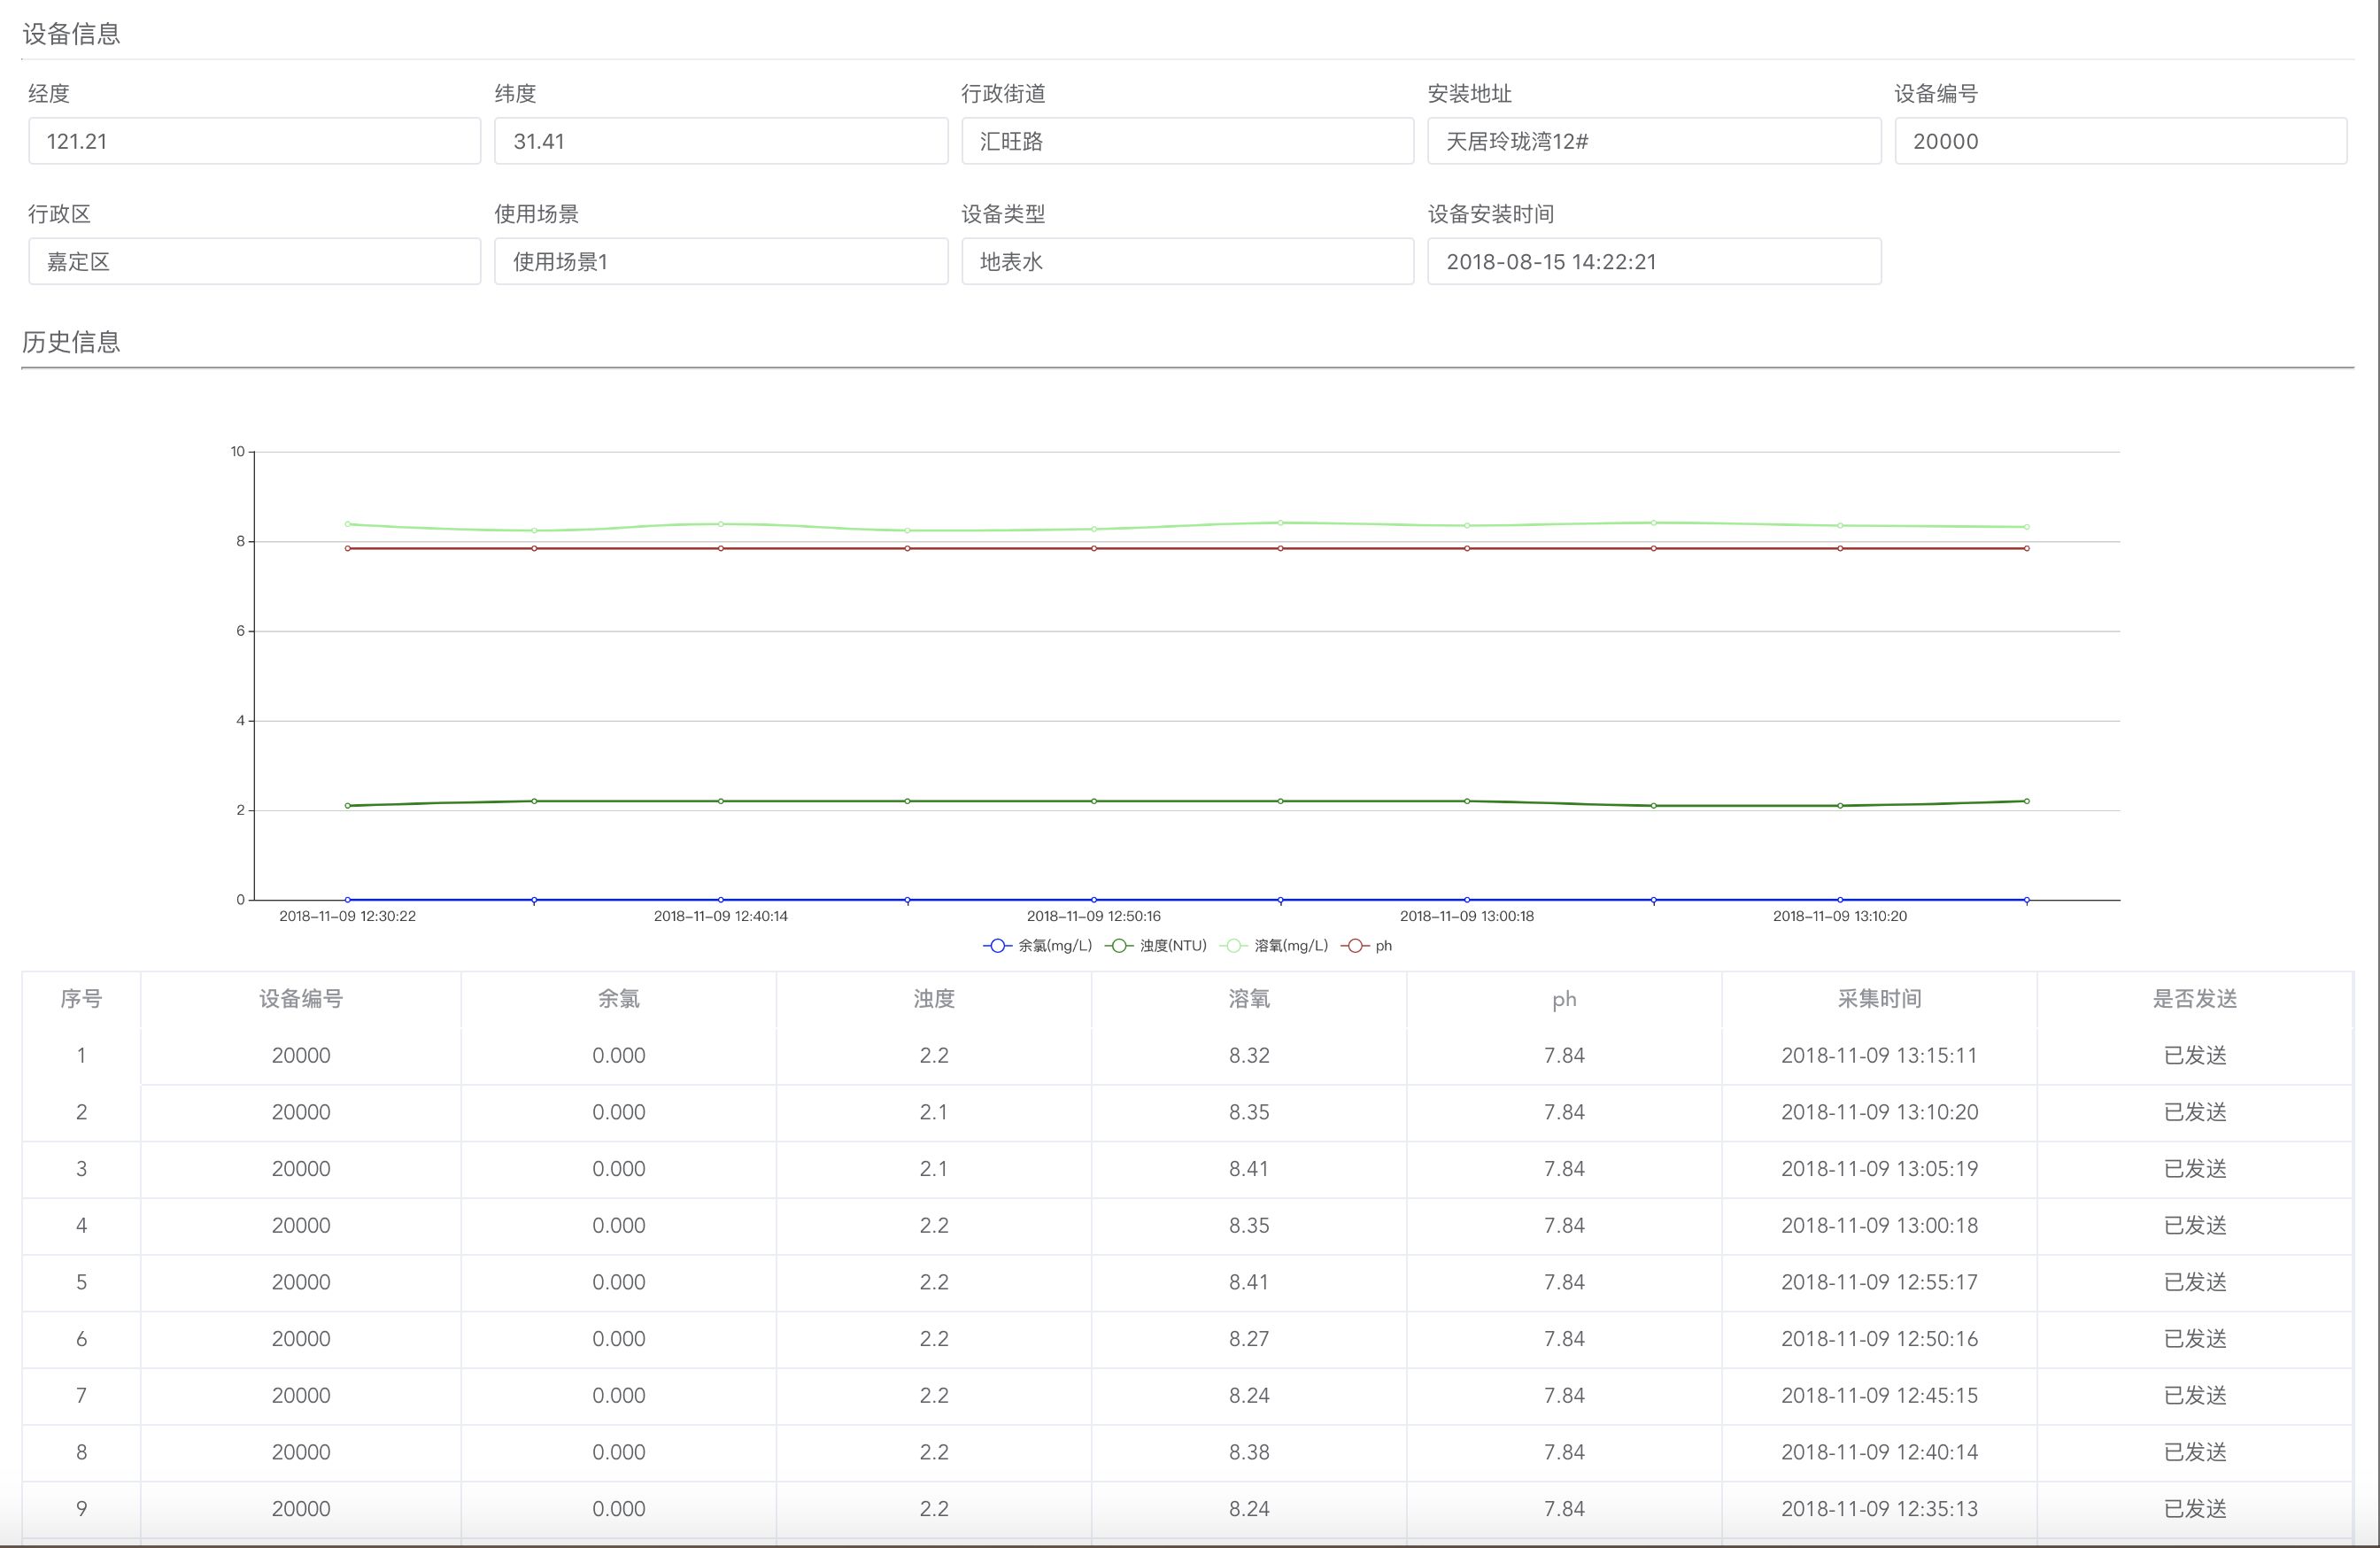 设备信息
经度 纬度 行政街道 安装地址 设备编号
121.21 31.41 汇旺路 天居玲珑湾12# 20000
行政区 使用场景 设备类型 设备安装时间
嘉定区 使用场景1 地表水 2018-08-15 14:22:21
历史信息
10
8
6
4
2
0
2018-11-09 12:30:22 2018-11-09 12:40:14 2018-11-09 12:50:16 2018-11-09 13:00:18 2018-11-09 13:10:20
余氯(mg/L) 浊度(NTU) 溶氧(mg/L) ph
序号 设备编号 余氯 浊度 溶氧 ph 采集时间 是否发送
1 20000 0.000 2.2 8.32 7.84 2018-11-09 13:15:11 已发送
2 20000 0.000 2.1 8.35 7.84 2018-11-09 13:10:20 已发送
3 20000 0.000 2.1 8.41 7.84 2018-11-09 13:05:19 已发送
4 20000 0.000 2.2 8.35 7.84 2018-11-09 13:00:18 已发送
5 20000 0.000 2.2 8.41 7.84 2018-11-09 12:55:17 已发送
6 20000 0.000 2.2 8.27 7.84 2018-11-09 12:50:16 已发送
7 20000 0.000 2.2 8.24 7.84 2018-11-09 12:45:15 已发送
8 20000 0.000 2.2 8.38 7.84 2018-11-09 12:40:14 已发送
9 20000 0.000 2.2 8.24 7.84 2018-11-09 12:35:13 已发送